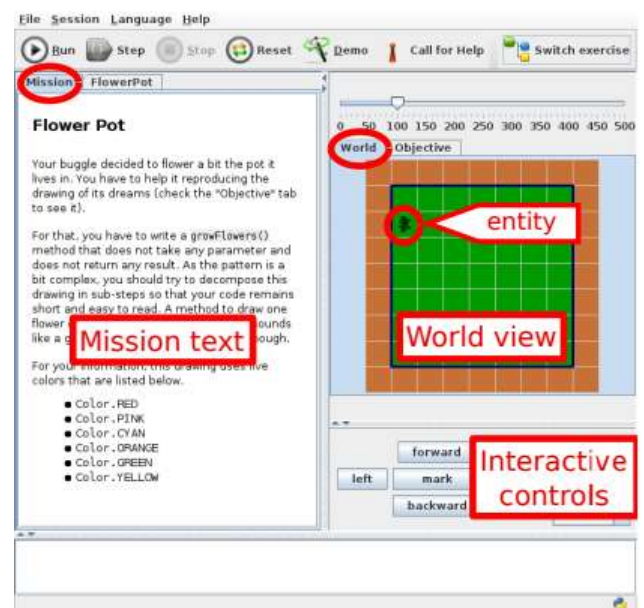 File Session Language Help
Run Step Stop Reset Demo Call for Help Switch exercise
Mission FlowerPot
Flower Pot
Your buggle decided to flower a bit the pot it
lives in. You have to help it reproducing the
drawing of its dreams (check the "Objective" tab
to see it).
For that, you have to write a growFlowers()
method that does not take any parameter and
does not return any result. As the pattern is a
bit complex, you should try to decompose this
drawing in sub-steps so that your code remains
short and easy to read. A method to draw one
flower
like a
Mission text
For your information, this drawing uses five
colors that are listed below.
Color.RED
Color.PINK
Color.CYAN
Color.ORANGE
Color.GREEN
Color.YELLOW
0 50 100 150 200 250 300 350 400 450 500
World Objective
entity
World view
forward
left mark
backward
Interactive
controls